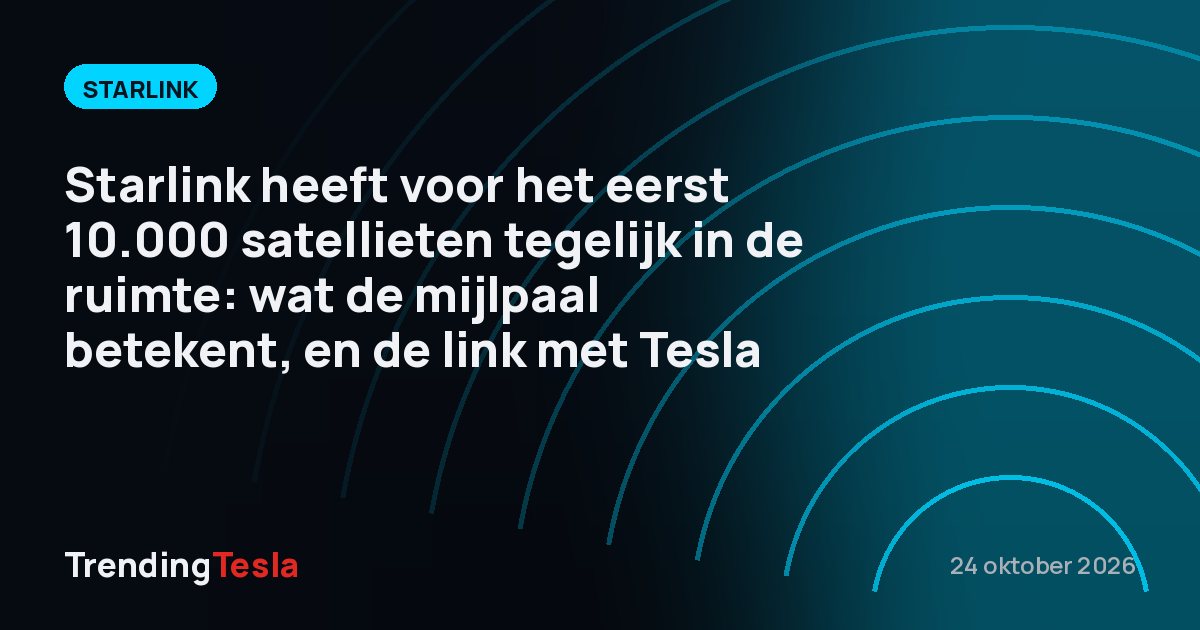 STARLINK
Starlink heeft voor het eerst
10.000 satellieten tegelijk in de
ruimte: wat de mijlpaal
betekent, en de link met Tesla
TrendingTesla
24 oktober 2026